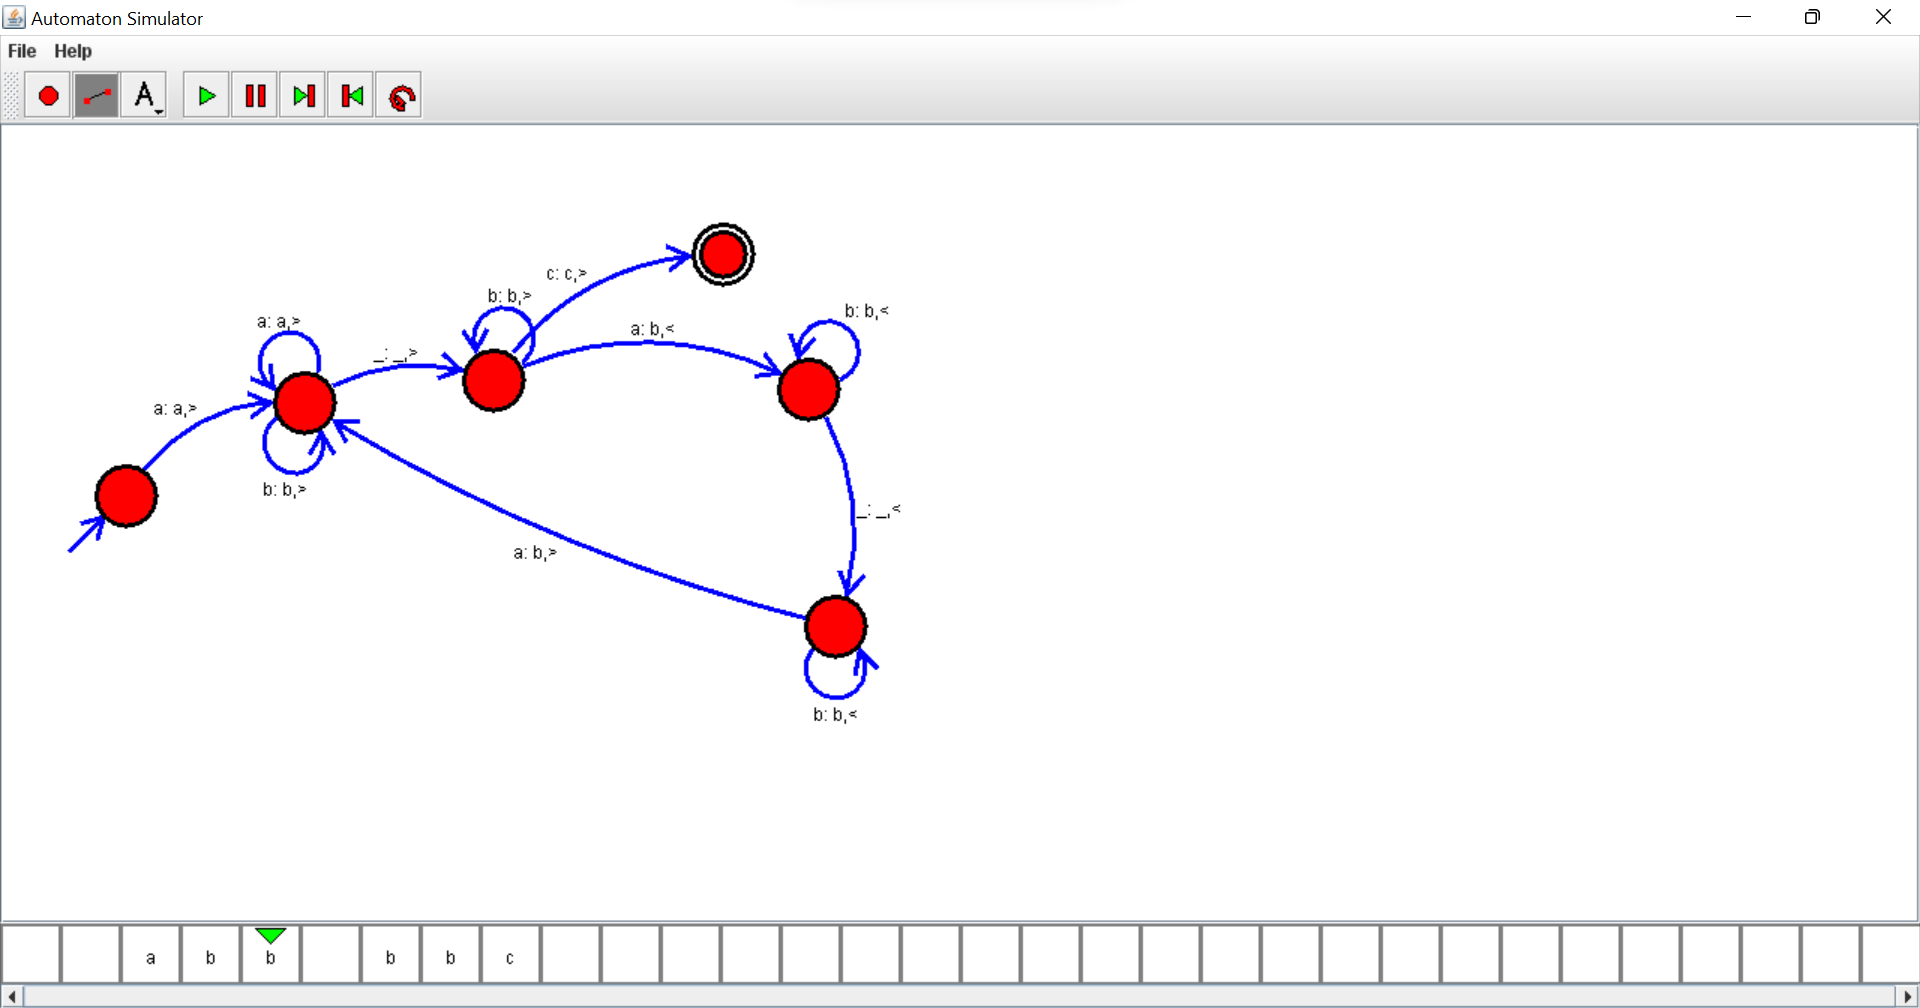 Automaton Simulator
File Help
A
c: c,>
b: b,>
b: b,<
a: a,>
a: b,<
_: _,>
a: a,>
b: b,>
_: _,<
a: b,>
b: b,<
a b b b b c